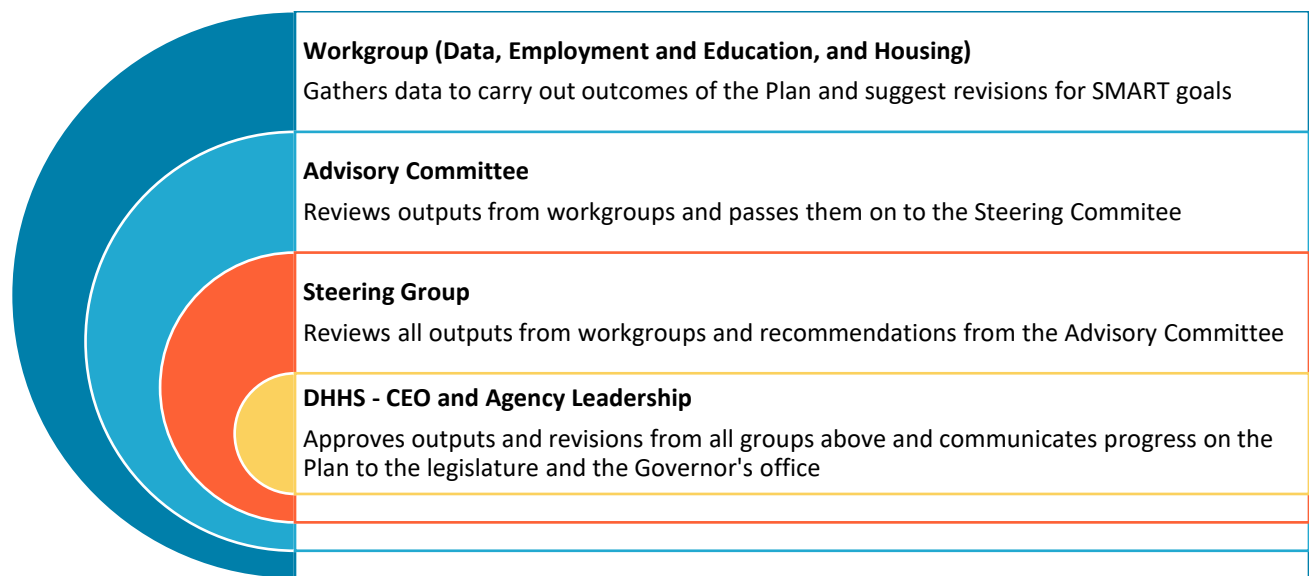 Workgroup (Data, Employment and Education, and Housing)
Gathers data to carry out outcomes of the Plan and suggest revisions for SMART goals
Advisory Committee
Reviews outputs from workgroups and passes them on to the Steering Commitee
Steering Group
Reviews all outputs from workgroups and recommendations from the Advisory Committee
DHHS - CEO and Agency Leadership
Approves outputs and revisions from all groups above and communicates progress on the
Plan to the legislature and the Governor's office